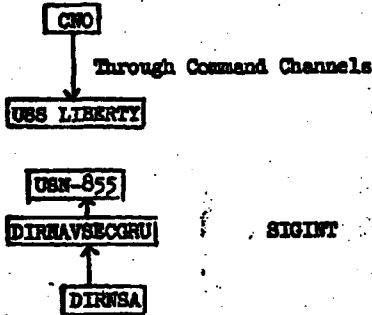 CNO
Through Command Channels
USS LIBERTY
USN-855
DIRNAVSECGRU
SIGINT
DIRNSA